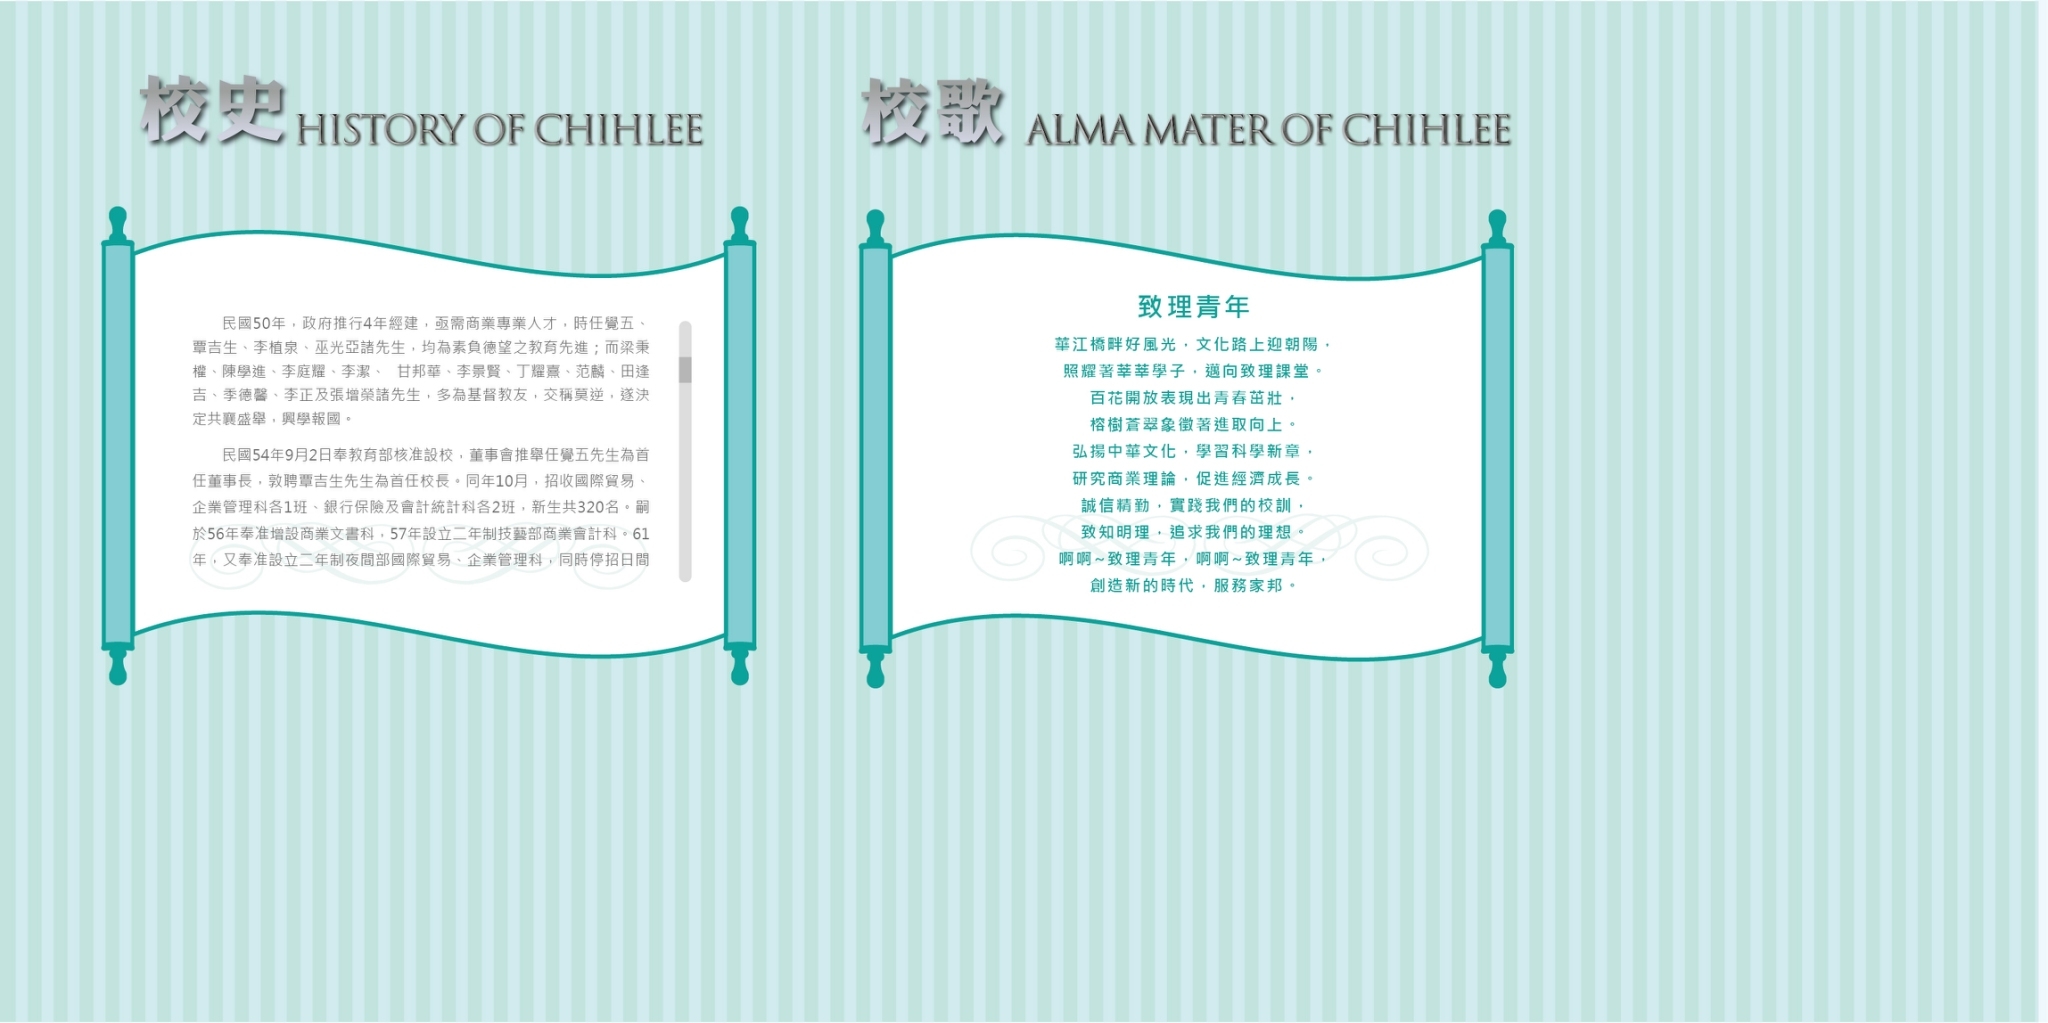 校史 HISTORY OF CHIHLEE
民國50年，政府推行4年經建，亟需商業專業人才，時任覺五、
覃吉生、李植泉、巫光亞諸先生，均為素負德望之教育先進；而梁秉
權、陳學進、李庭耀、李潔、 甘邦華、李景賢、丁耀熹、范麟、田逢
吉、季德馨、李正及張增榮諸先生，多為基督教友，交稱莫逆，遂決
定共襄盛舉，興學報國。
民國54年9月2日奉教育部核准設校，董事會推舉任覺五先生為首
任董事長，敦聘覃吉生先生為首任校長。同年10月，招收國際貿易、
企業管理科各1班、銀行保險及會計統計科各2班，新生共320名。嗣
於56年奉准增設商業文書科，57年設立二年制技藝部商業會計科。61
年，又奉准設立二年制夜間部國際貿易、企業管理科，同時停招日間
校歌 ALMA MATER OF CHIHLEE
致理青年
華江橋畔好風光，文化路上迎朝陽，
照耀著莘莘學子，邁向致理課堂。
百花開放表現出青春茁壯，
榕樹蒼翠象徵著進取向上。
弘揚中華文化，學習科學新章，
研究商業理論，促進經濟成長。
誠信精勤，實踐我們的校訓，
致知明理，追求我們的理想。
啊啊~致理青年，啊啊~致理青年，
創造新的時代，服務家邦。